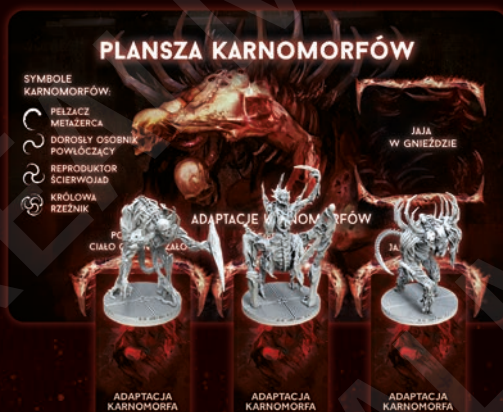 PLANSZA KARNOMORFÓW
SYMBOLE
KARNOMORFÓW:
PEŁZACZ
METAŻERCA
DOROSŁY OSOBNIK
POWŁÓCZĄCY
REPRODUKTOR
ŚCIERWOJAD
KRÓLOWA
RZEŹNIK
JAJA
W GNIEŹDZIE
ADAPTACJE
CIAŁO
ADAPTACJA
KARNOMORFA
ADAPTACJA
KARNOMORFA
ADAPTACJA
KARNOMORFA